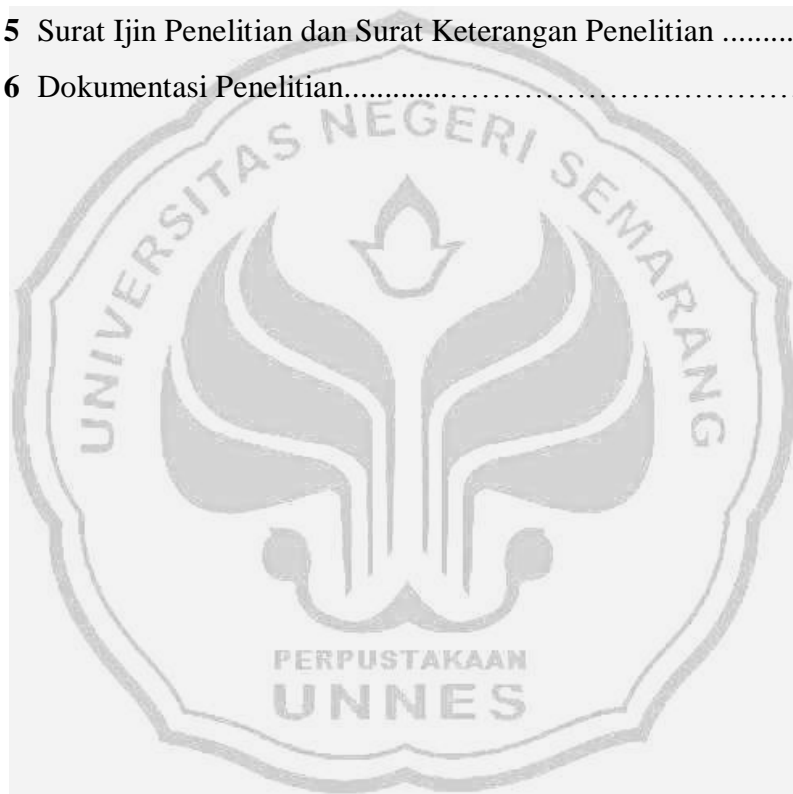 5 Surat Ijin Penelitian dan Surat Keterangan Penelitian .........
6 Dokumentasi Penelitian.............……………………………
UNIVERSITAS NEGERI SEMARANG
PERPUSTAKAAN
UNNES